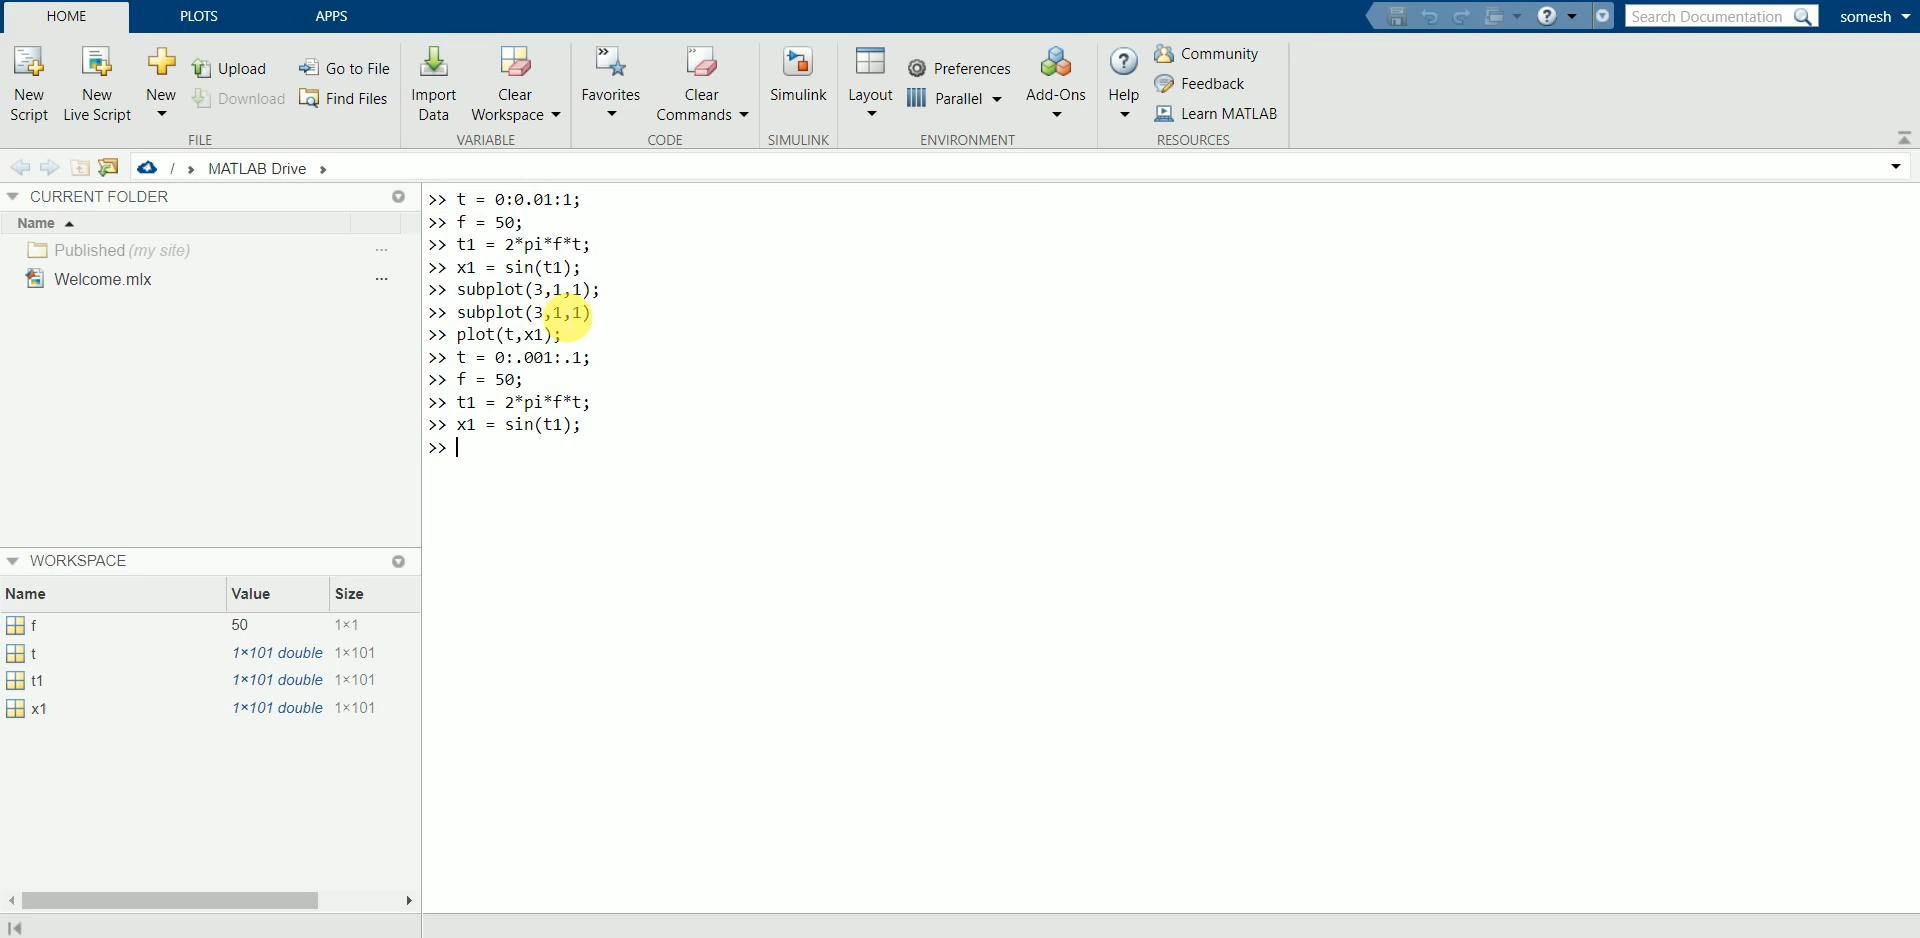 HOME PLOTS APPS Search Documentation somesh
New Script
New Live Script
New
Upload
Download
Go to File
Find Files
FILE
Import Data
Clear Workspace
VARIABLE
Favorites
Clear Commands
CODE
Simulink
SIMULINK
Layout
Preferences
Parallel
Add-Ons
ENVIRONMENT
Help
Community
Feedback
Learn MATLAB
RESOURCES
/ MATLAB Drive
CURRENT FOLDER
Name
Published (my site) ...
Welcome.mlx ...
>> t = 0:0.01:1;
>> f = 50;
>> t1 = 2*pi*f*t;
>> x1 = sin(t1);
>> subplot(3,1,1);
>> subplot(3,1,1)
>> plot(t,x1);
>> t = 0:.001:.1;
>> f = 50;
>> t1 = 2*pi*f*t;
>> x1 = sin(t1);
>>
WORKSPACE
Name Value Size
f 50 1×1
t 1×101 double 1×101
t1 1×101 double 1×101
x1 1×101 double 1×101